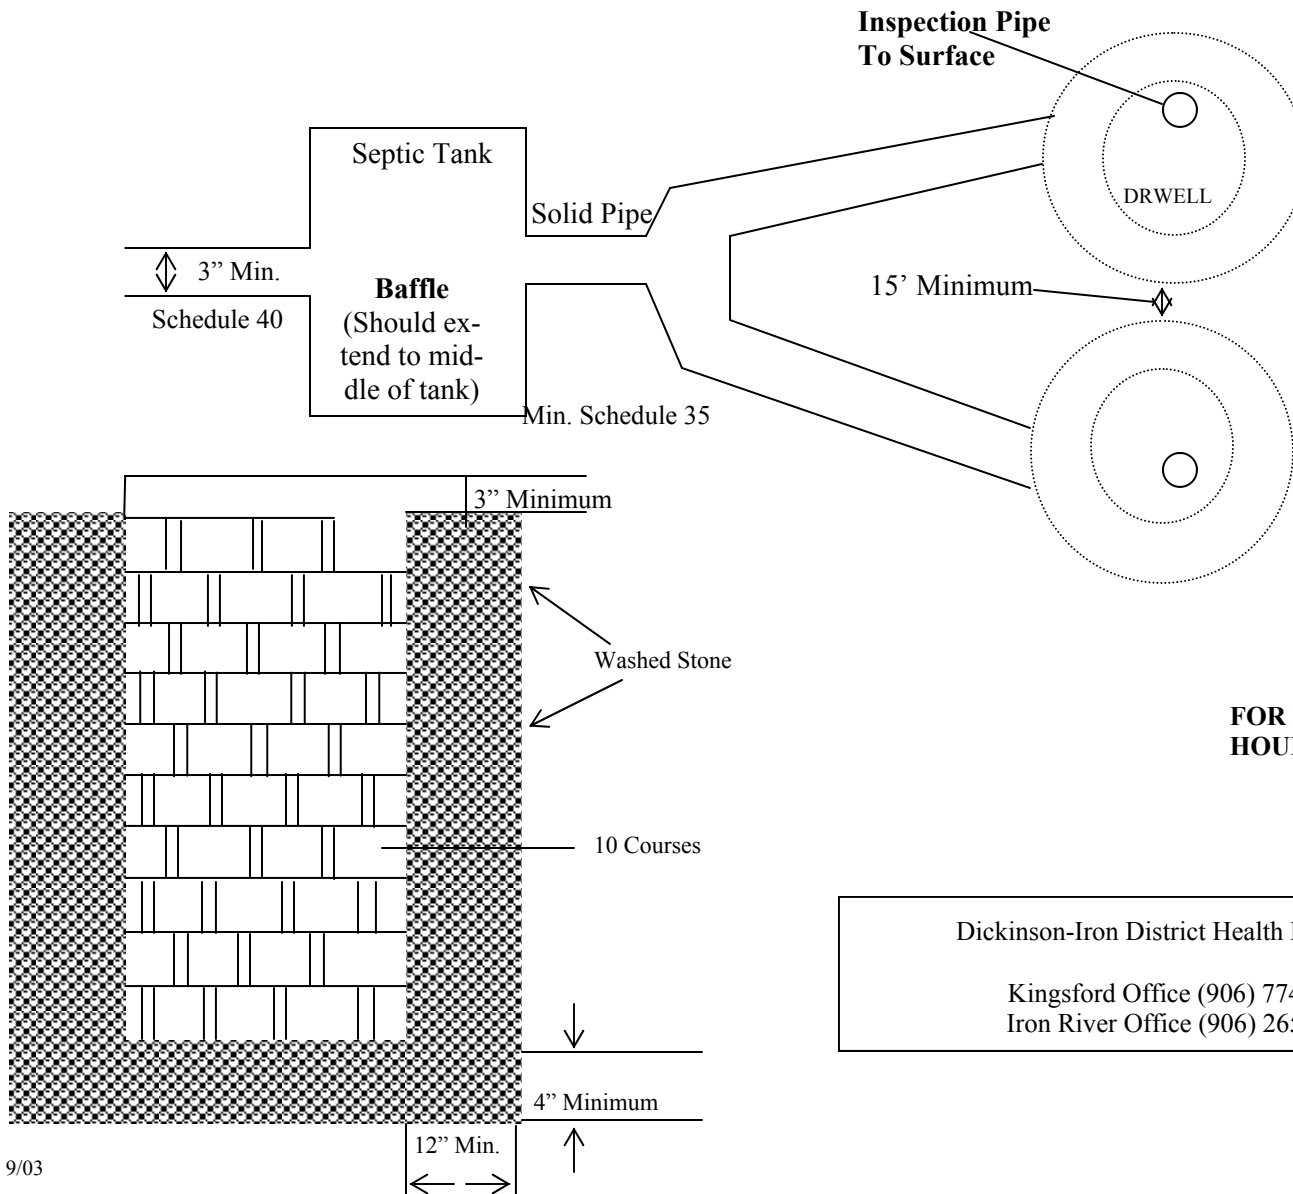 Inspection Pipe
To Surface
Septic Tank
Solid Pipe
DRWELL
3” Min.
Schedule 40
Baffle
(Should ex-
tend to mid-
dle of tank)
15’ Minimum
Min. Schedule 35
3” Minimum
Washed Stone
FOR
10 Courses
Dickinson-Iron District Health
Kingsford Office (906) 774
Iron River Office (906) 265
4” Minimum
12” Min.
9/03